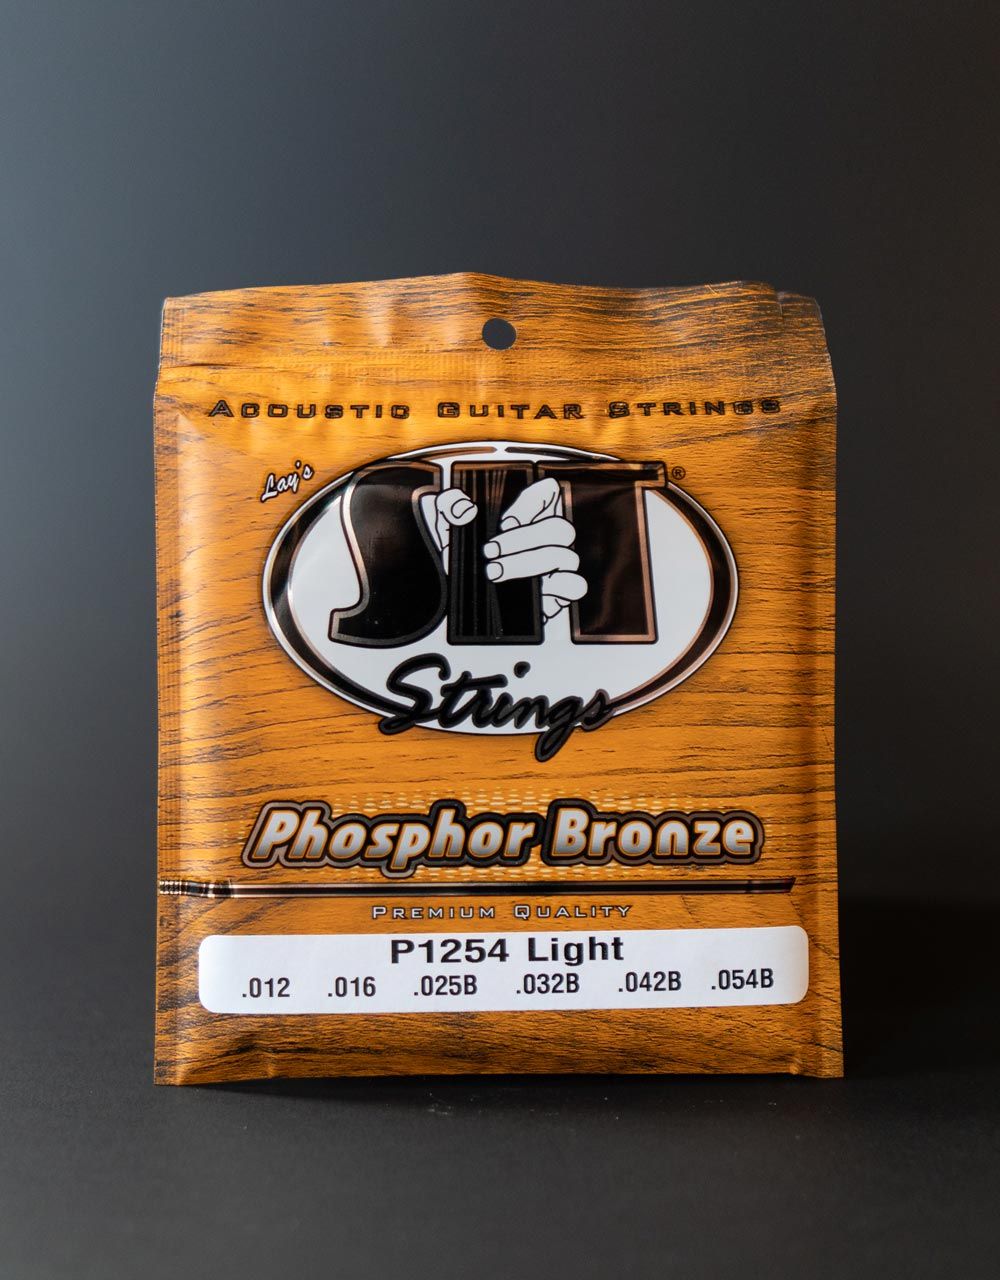 ACOUSTIC GUITAR STRINGS
Lay's
SIT®
Strings
Phosphor Bronze
PREMIUM QUALITY
P1254 Light
.012 .016 .025B .032B .042B .054B